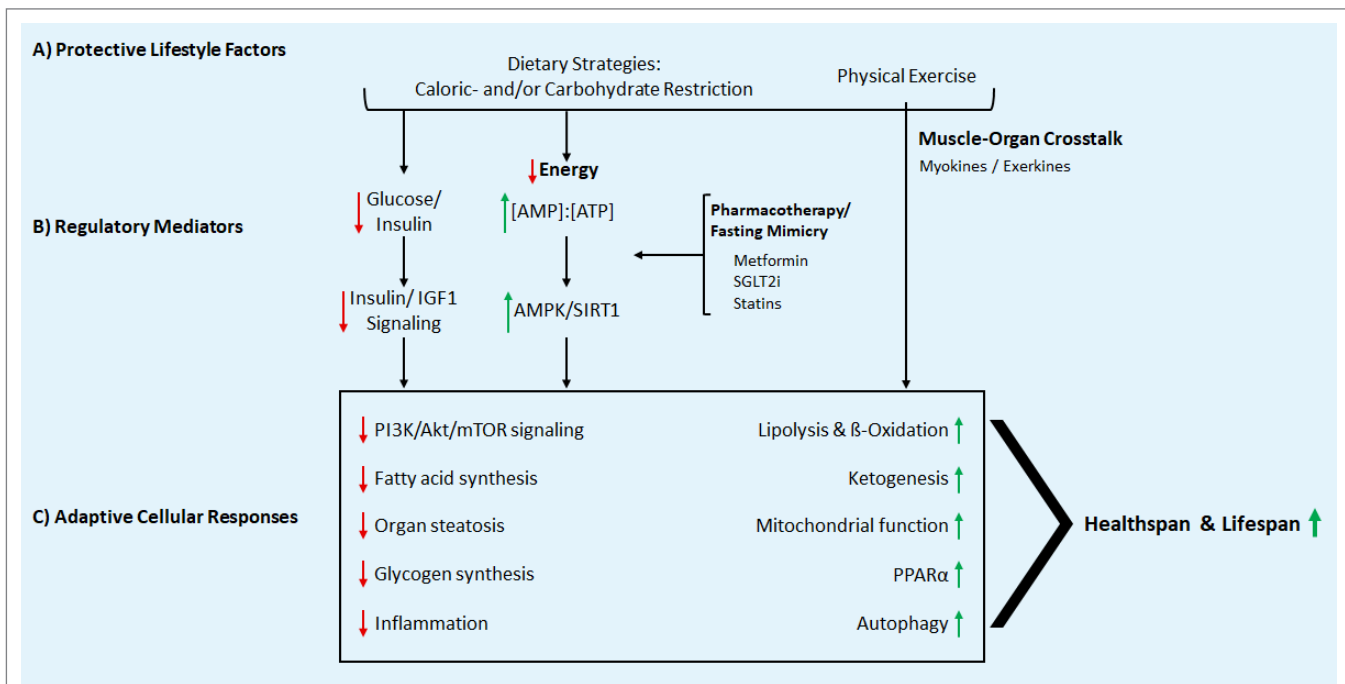 A) Protective Lifestyle Factors
Dietary Strategies:
Caloric- and/or Carbohydrate Restriction
Physical Exercise
Muscle-Organ Crosstalk
Myokines / Exerkines
B) Regulatory Mediators
Glucose/
Insulin
Insulin/ IGF1
Signaling
Energy
[AMP]:[ATP]
AMPK/SIRT1
Pharmacotherapy/
Fasting Mimicry
Metformin
SGLT2i
Statins
C) Adaptive Cellular Responses
PI3K/Akt/mTOR signaling
Fatty acid synthesis
Organ steatosis
Glycogen synthesis
Inflammation
Lipolysis & ß-Oxidation
Ketogenesis
Mitochondrial function
PPARα
Autophagy
Healthspan & Lifespan